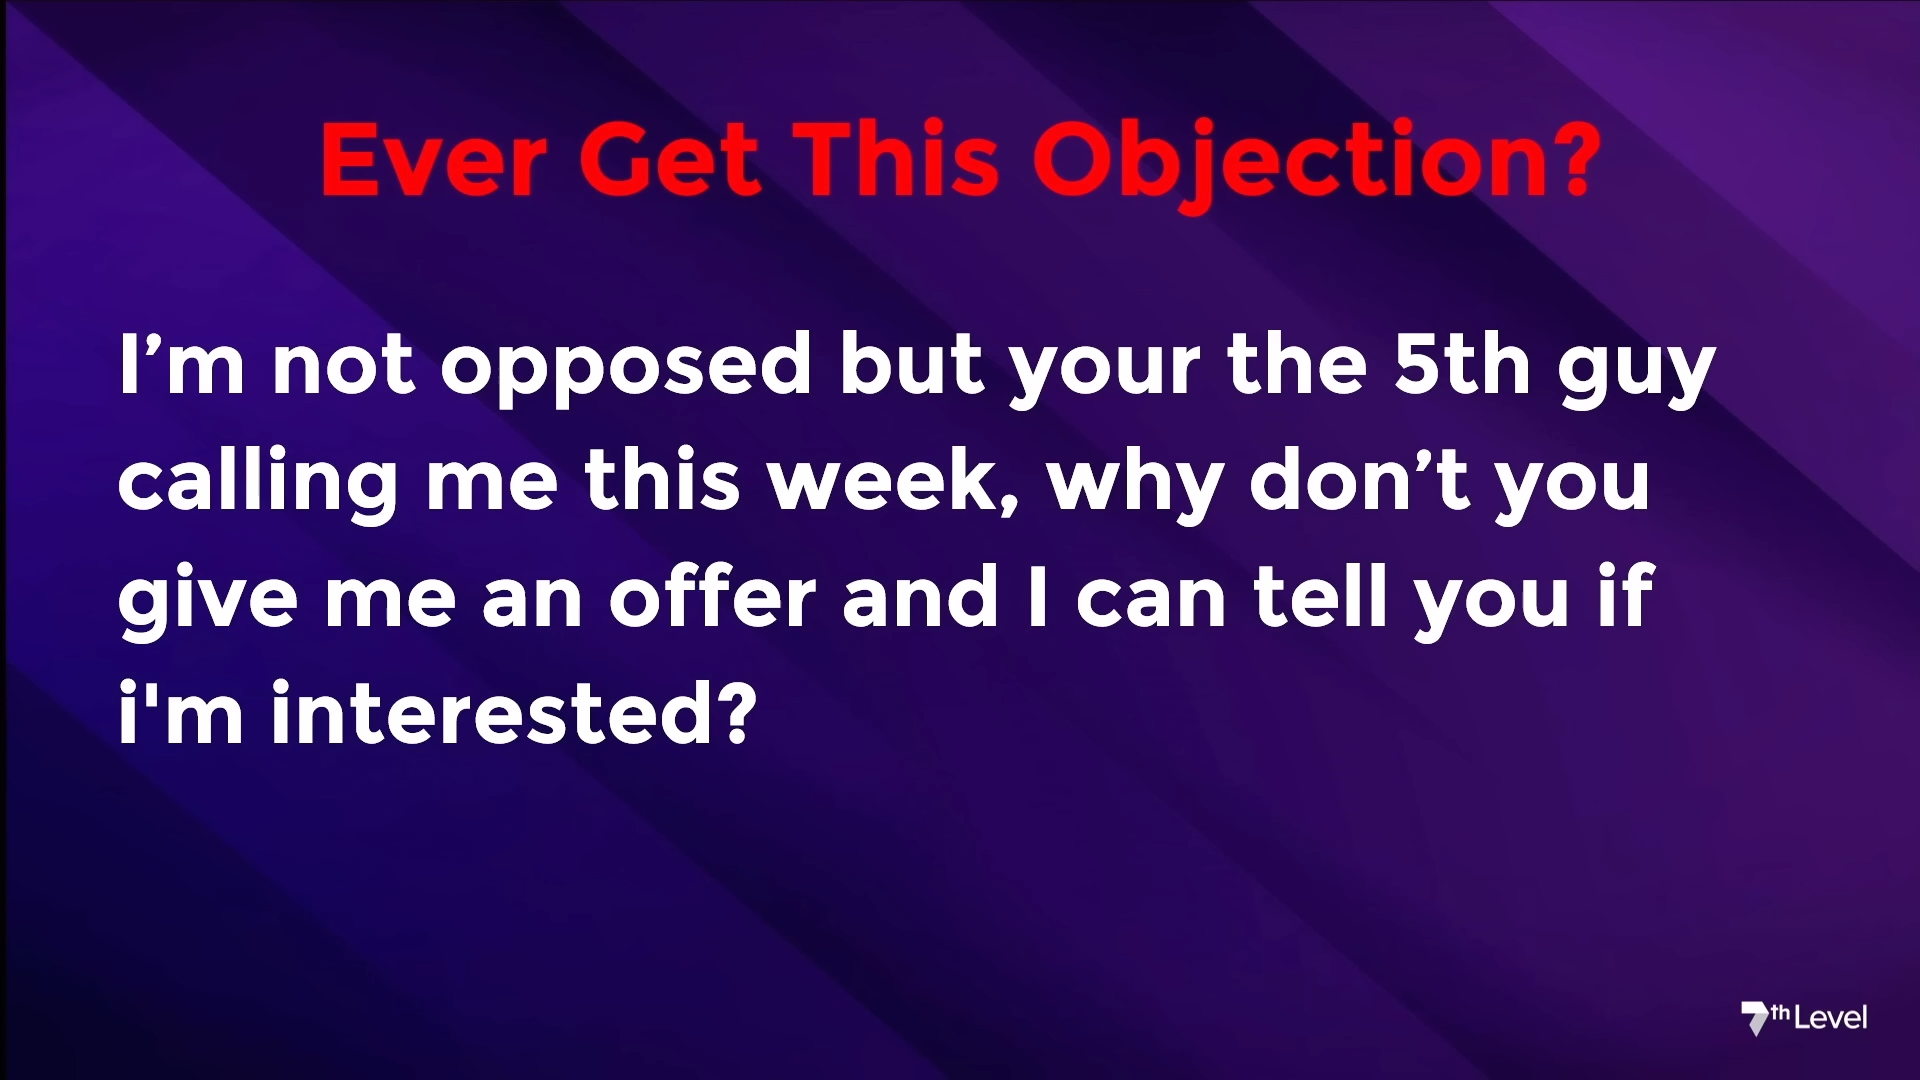 Ever Get This Objection?
I’m not opposed but your the 5th guy
calling me this week, why don’t you
give me an offer and I can tell you if
i'm interested?
7th Level